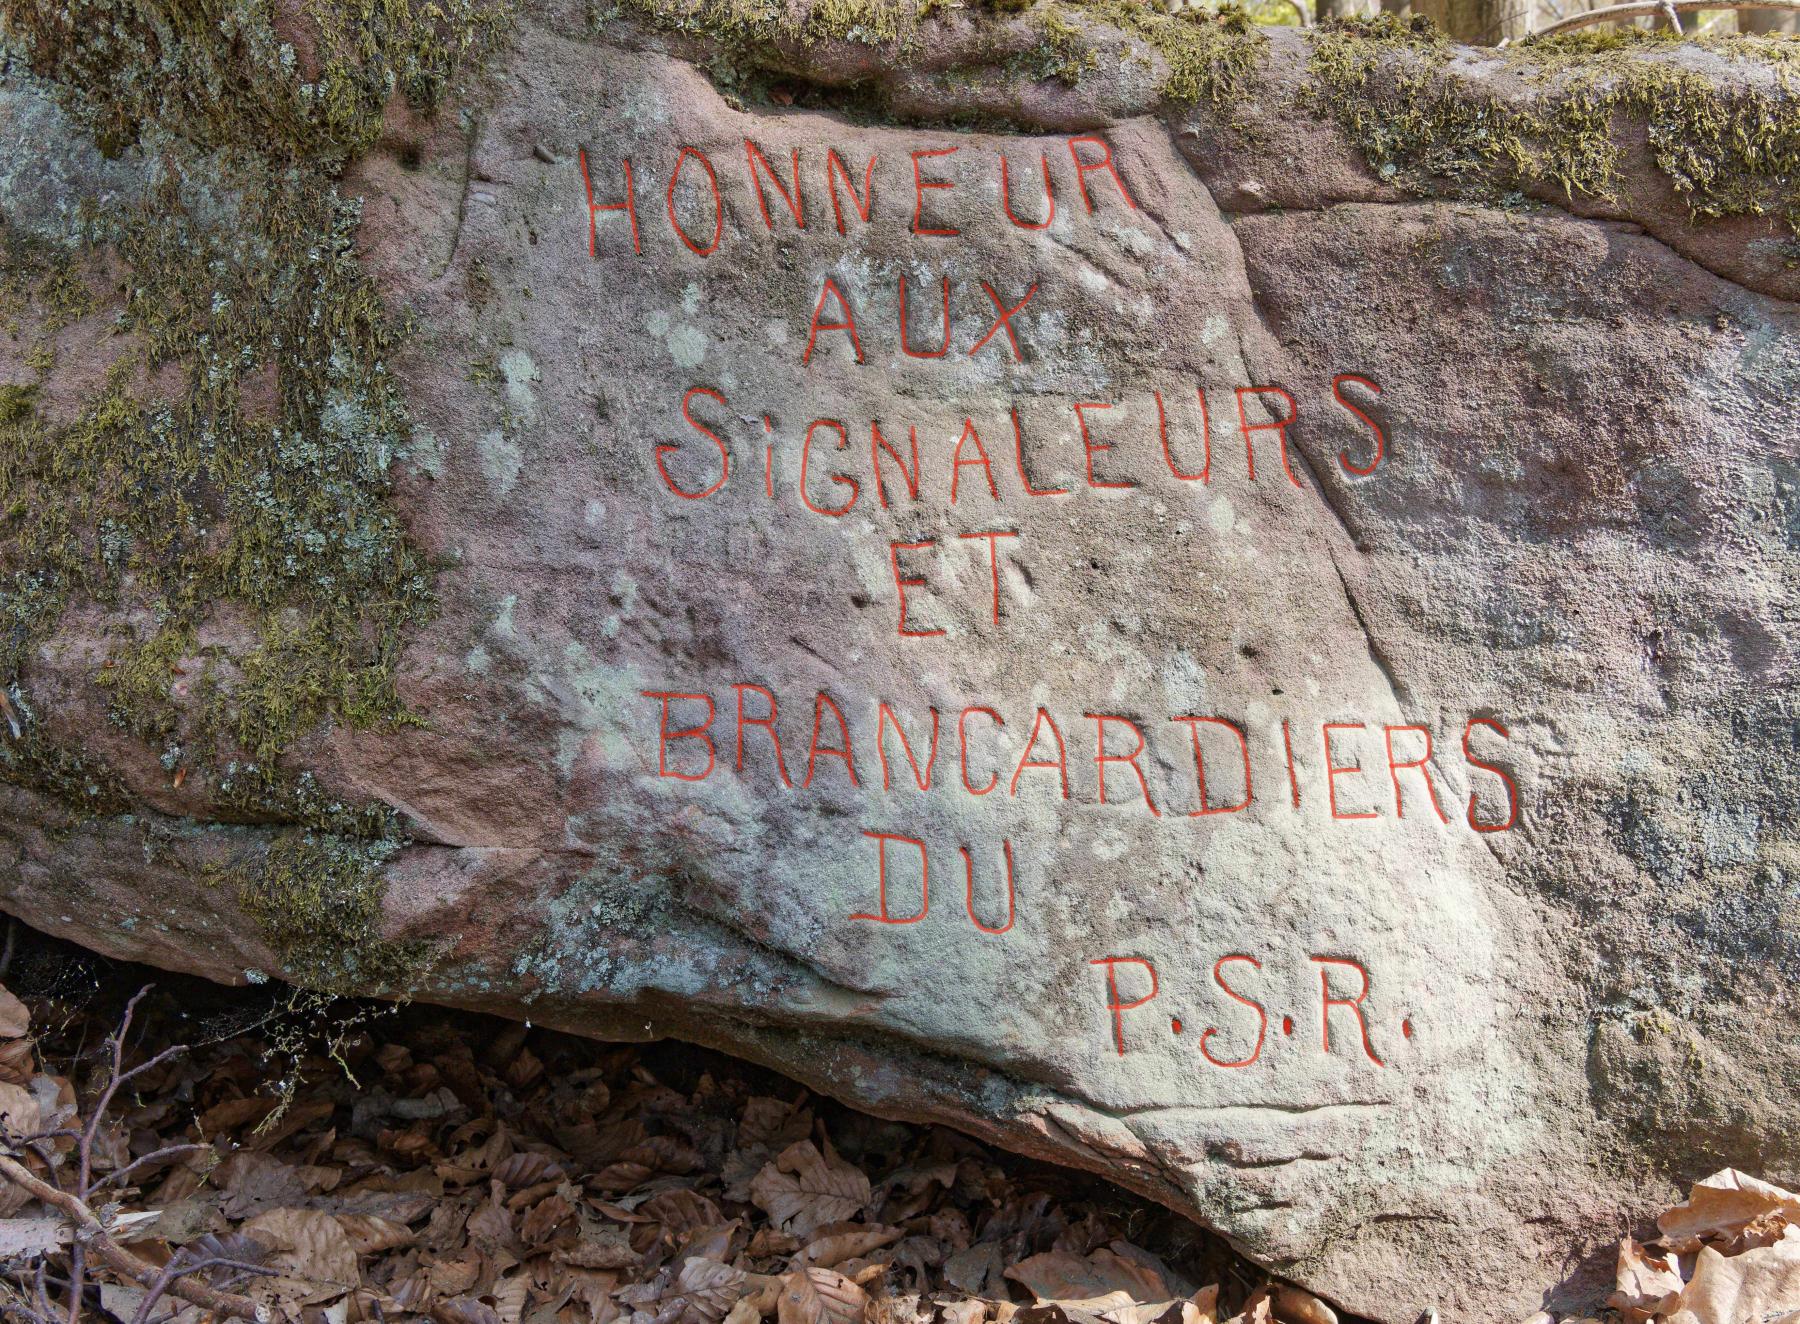 HONNEUR
AUX
SiGNALEURS
ET
BRANCARDIERS
DU
P.S.R.